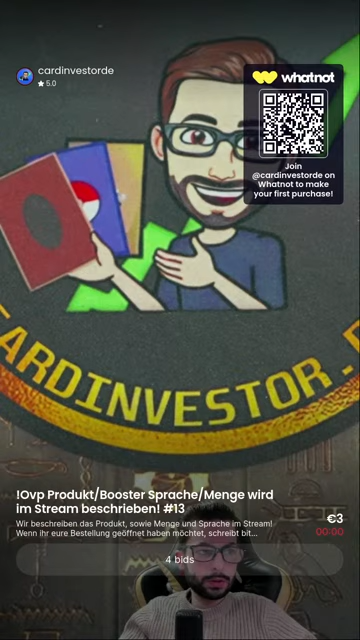 cardinvestorde
★ 5.0
whatnot
Join
@cardinvestorde on
Whatnot to make
your first purchase!
CARDINVESTOR.
!Ovp Produkt/Booster Sprache/Menge wird
im Stream beschrieben! #13
€3
Wir beschreiben das Produkt, sowie Menge und Sprache im Stream!
00:00
Wenn ihr eure Bestellung geöffnet haben möchtet, schreibt bit...
4 bids